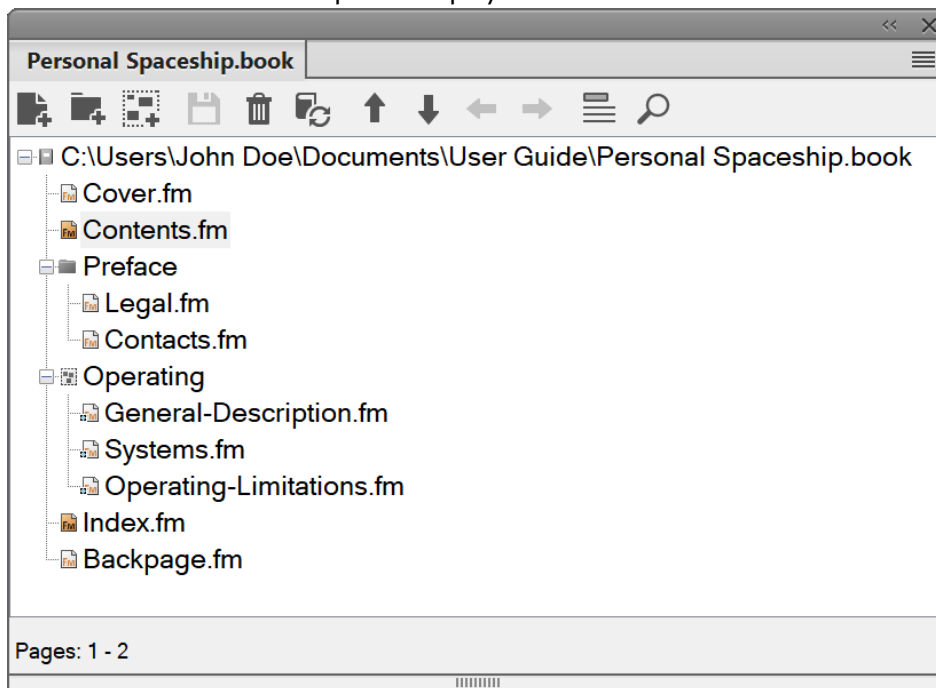 Personal Spaceship.book
C:\Users\John Doe\Documents\User Guide\Personal Spaceship.book
Cover.fm
Contents.fm
Preface
Legal.fm
Contacts.fm
Operating
General-Description.fm
Systems.fm
Operating-Limitations.fm
Index.fm
Backpage.fm
Pages: 1 - 2